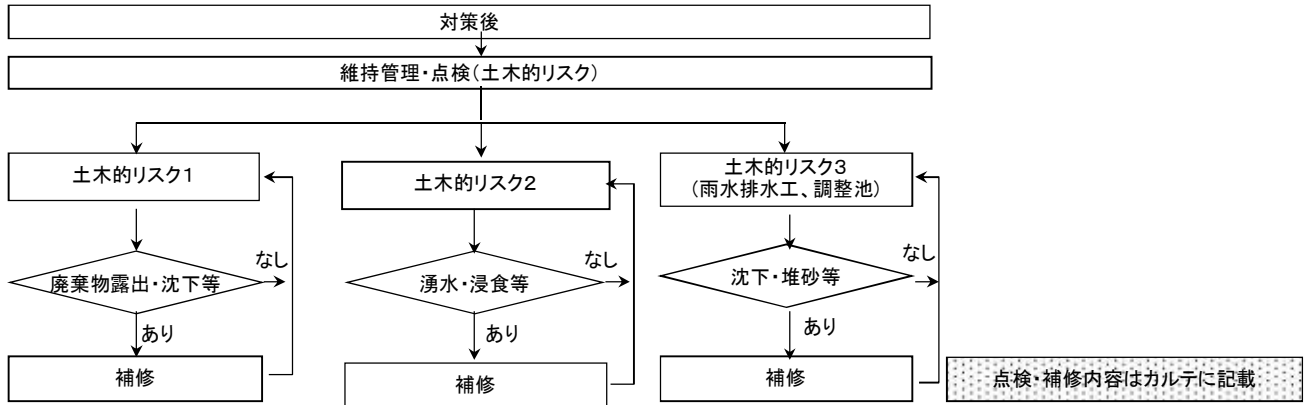 対策後
維持管理・点検(土木的リスク)
土木的リスク1
廃棄物露出・沈下等
なし
あり
補修
土木的リスク2
湧水・浸食等
なし
あり
補修
土木的リスク3
(雨水排水工、調整池)
沈下・堆砂等
なし
あり
補修
点検・補修内容はカルテに記載